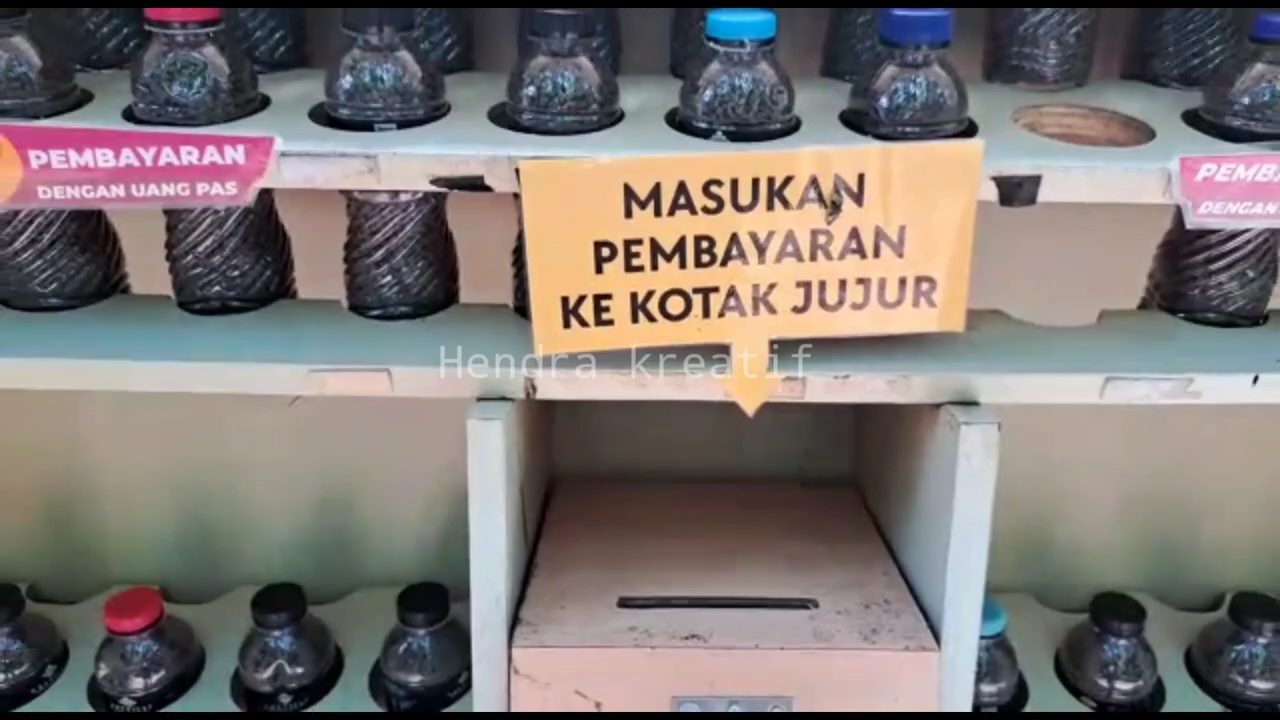 PEMBAYARAN
DENGAN UANG PAS
MASUKAN
PEMBAYARAN
KE KOTAK JUJUR
PEMB
DENGAN
Hendra kreatif